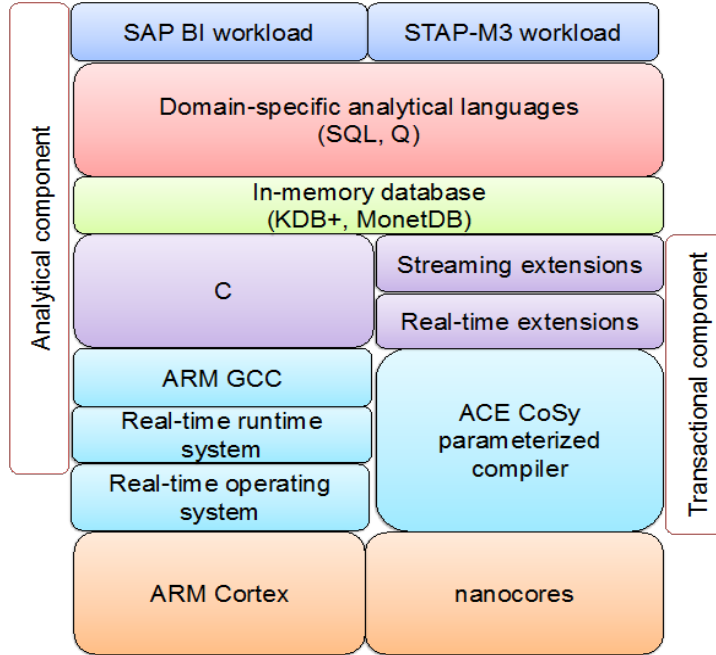 SAP BI workload
STAP-M3 workload
Domain-specific analytical languages
(SQL, Q)
In-memory database
(KDB+, MonetDB)
Analytical component
C
Streaming extensions
Real-time extensions
Transactional component
ARM GCC
Real-time runtime
system
Real-time operating
system
ACE CoSy
parameterized
compiler
ARM Cortex
nanocores